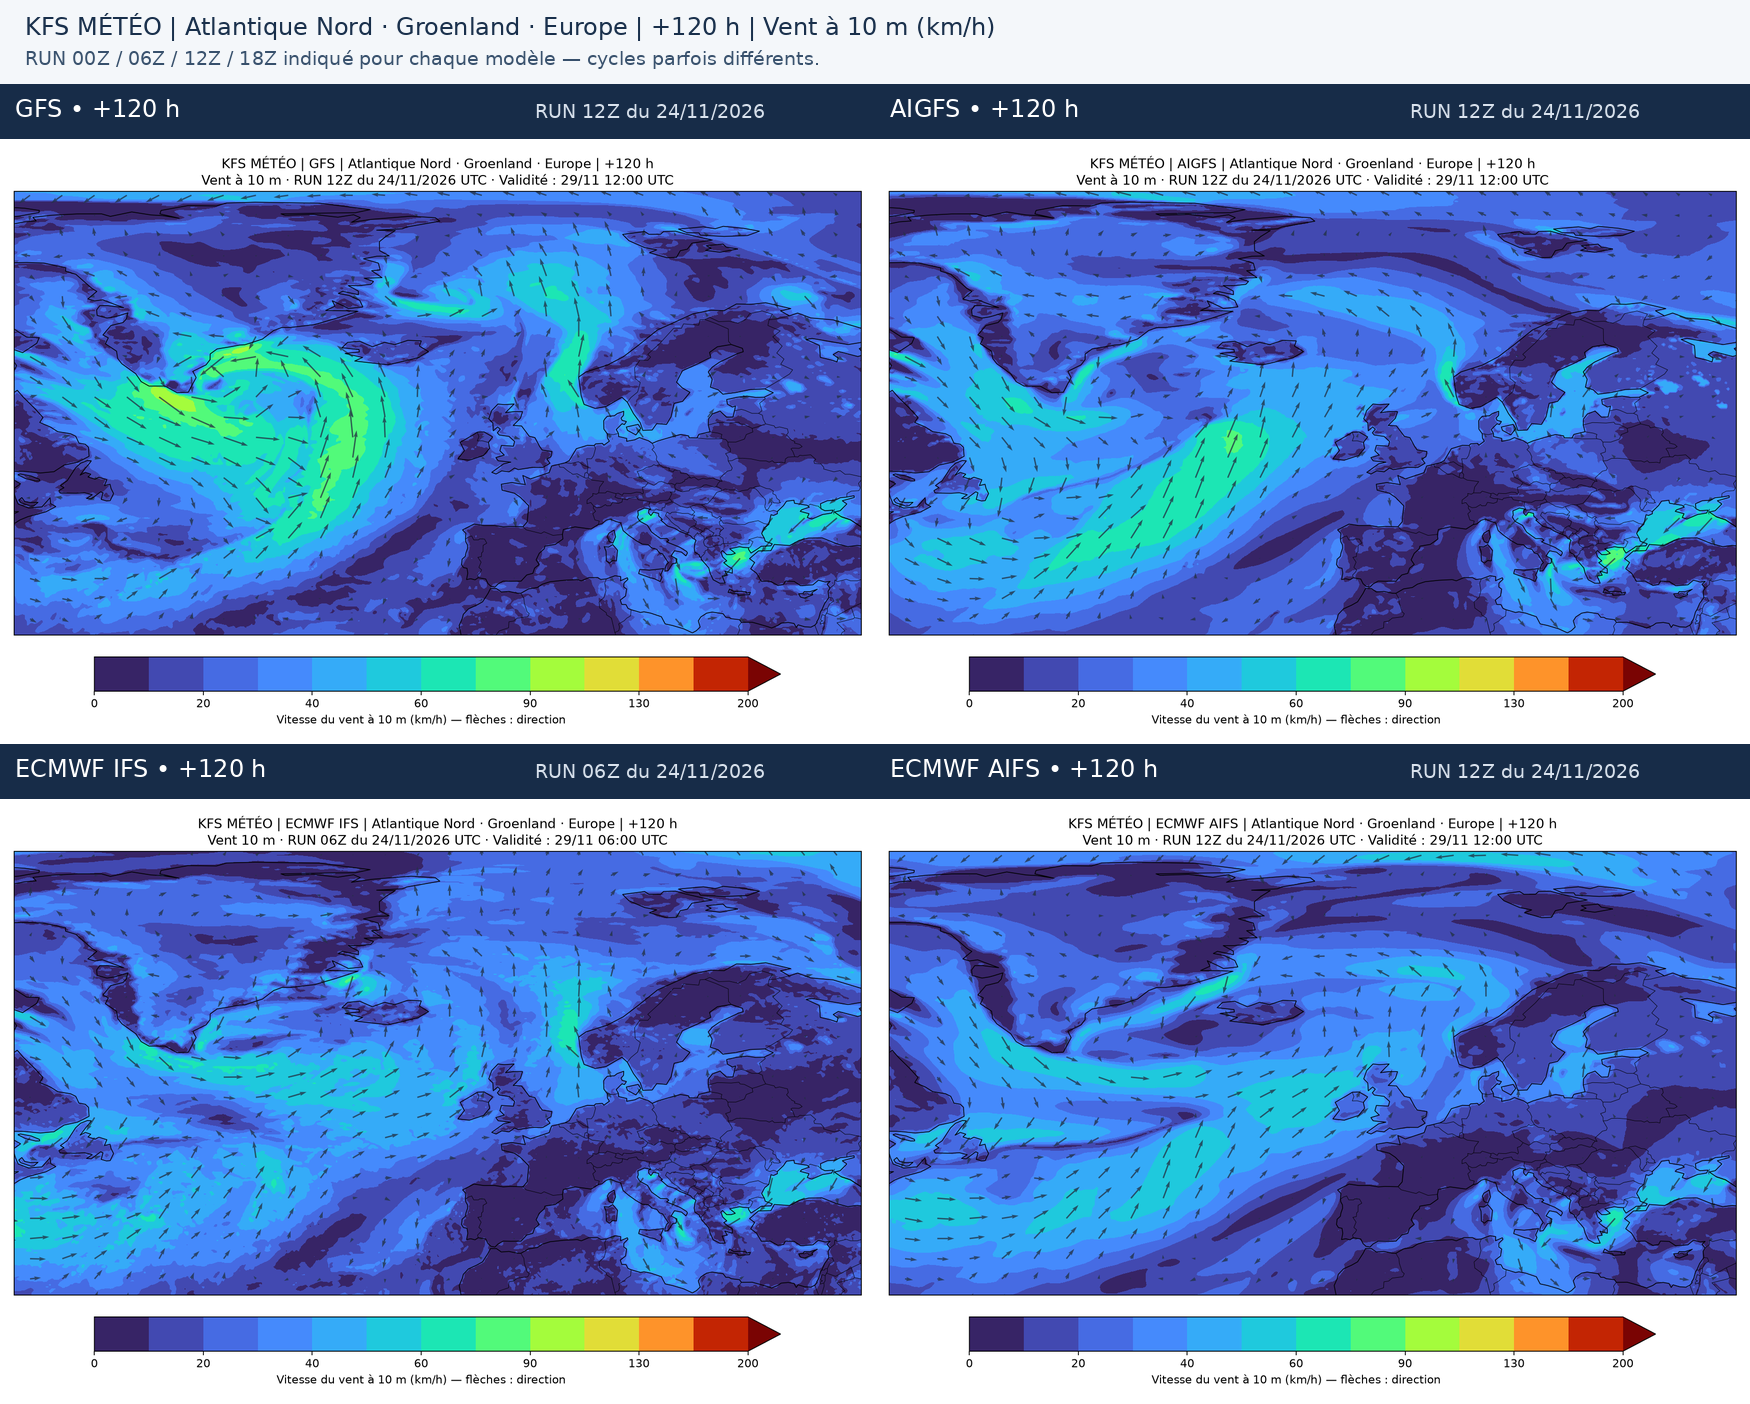 KFS MÉTÉO | Atlantique Nord · Groenland · Europe | +120 h | Vent à 10 m (km/h)
RUN 00Z / 06Z / 12Z / 18Z indiqué pour chaque modèle — cycles parfois différents.
GFS • +120 h
RUN 12Z du 24/11/2026
KFS MÉTÉO | GFS | Atlantique Nord · Groenland · Europe | +120 h
Vent à 10 m · RUN 12Z du 24/11/2026 UTC · Validité : 29/11 12:00 UTC
0 20 40 60 90 130 200
Vitesse du vent à 10 m (km/h) — flèches : direction
AIGFS • +120 h
RUN 12Z du 24/11/2026
KFS MÉTÉO | AIGFS | Atlantique Nord · Groenland · Europe | +120 h
Vent à 10 m · RUN 12Z du 24/11/2026 UTC · Validité : 29/11 12:00 UTC
0 20 40 60 90 130 200
Vitesse du vent à 10 m (km/h) — flèches : direction
ECMWF IFS • +120 h
RUN 06Z du 24/11/2026
KFS MÉTÉO | ECMWF IFS | Atlantique Nord · Groenland · Europe | +120 h
Vent 10 m · RUN 06Z du 24/11/2026 UTC · Validité : 29/11 06:00 UTC
0 20 40 60 90 130 200
Vitesse du vent à 10 m (km/h) — flèches : direction
ECMWF AIFS • +120 h
RUN 12Z du 24/11/2026
KFS MÉTÉO | ECMWF AIFS | Atlantique Nord · Groenland · Europe | +120 h
Vent 10 m · RUN 12Z du 24/11/2026 UTC · Validité : 29/11 12:00 UTC
0 20 40 60 90 130 200
Vitesse du vent à 10 m (km/h) — flèches : direction